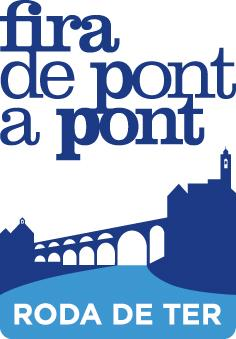 fira
de pont
a pont
RODA DE TER